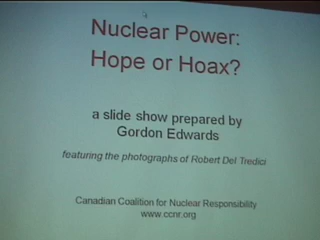 Nuclear Power:
Hope or Hoax?
a slide show prepared by
Gordon Edwards
featuring the photographs of Robert Del Tredici
Canadian Coalition for Nuclear Responsibility
www.ccnr.org